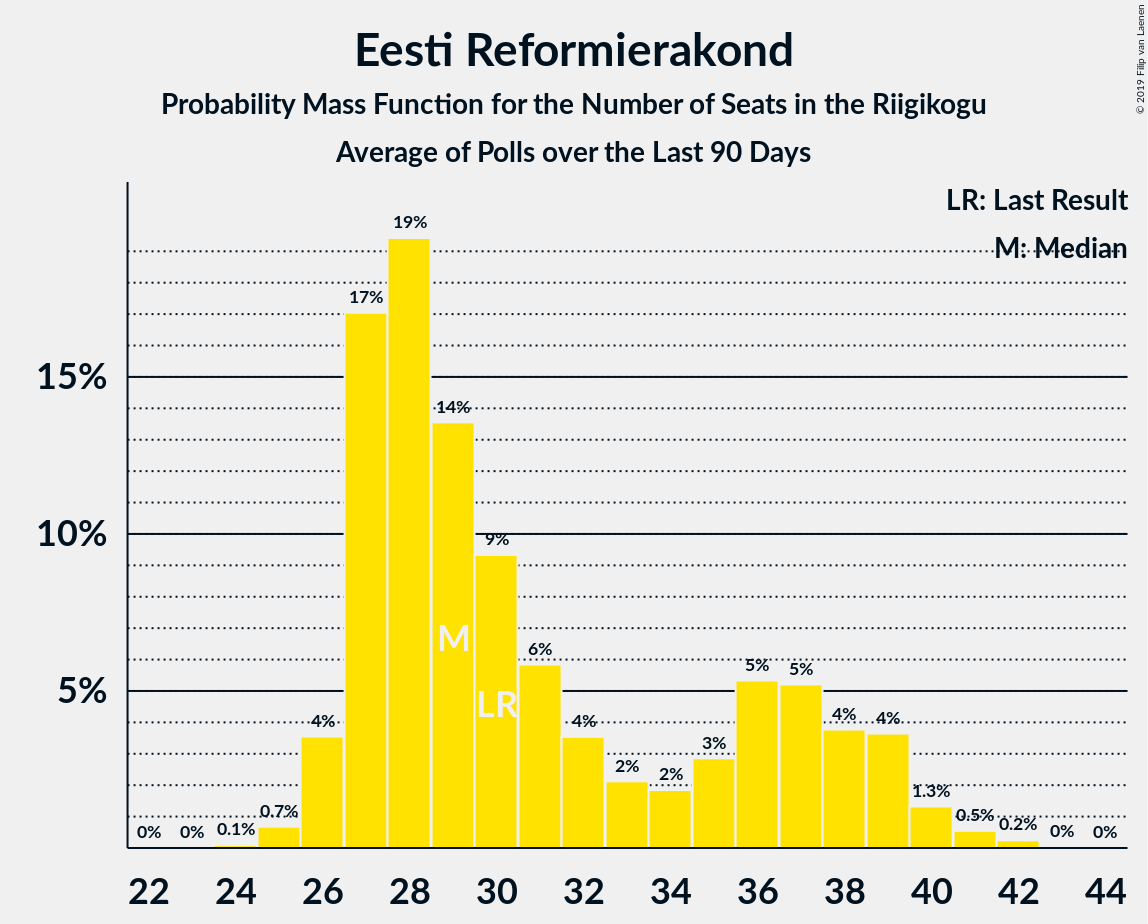 Eesti Reformierakond
Probability Mass Function for the Number of Seats in the Riigikogu
Average of Polls over the Last 90 Days
© 2019 Filip van Laenen
LR: Last Result
M: Median
15%
10%
5%
0%
0%
0.1%
0.7%
4%
17%
19%
14%
9%
6%
4%
2%
2%
3%
5%
5%
4%
4%
1.3%
0.5%
0.2%
0%
0%
M
LR
22 24 26 28 30 32 34 36 38 40 42 44